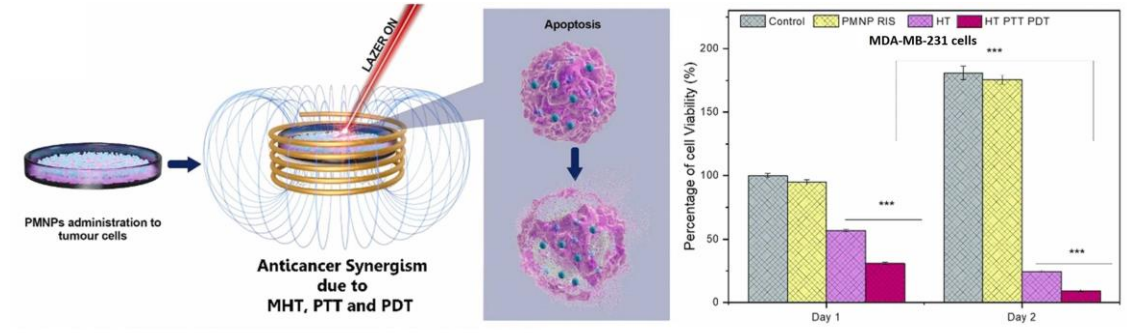 PMNPs administration to
tumour cells
LAZER ON
Anticancer Synergism
due to
MHT, PTT and PDT
Apoptosis
Control PMNP RIS HT HT PTT PDT
MDA-MB-231 cells
***
***
***
Percentage of cell Viability (%)
200
150
100
50
0
Day 1 Day 2